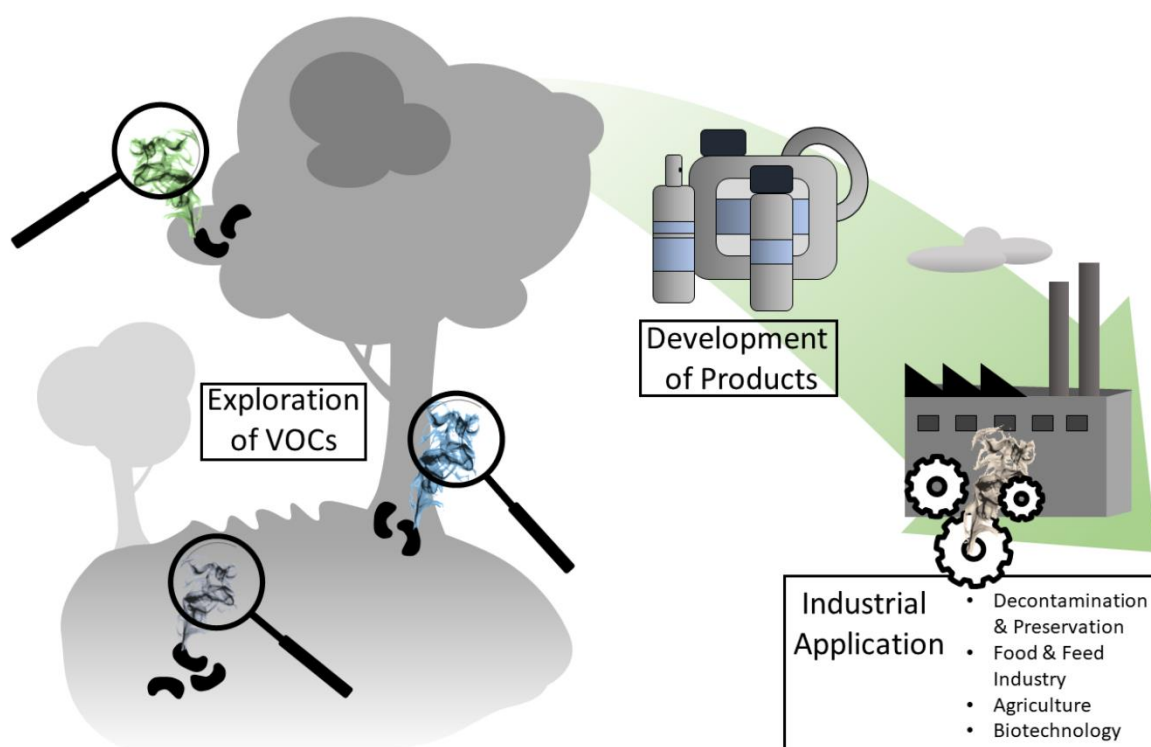 Exploration
of VOCs
Development
of Products
Industrial
Application
• Decontamination
& Preservation
• Food & Feed
Industry
• Agriculture
• Biotechnology